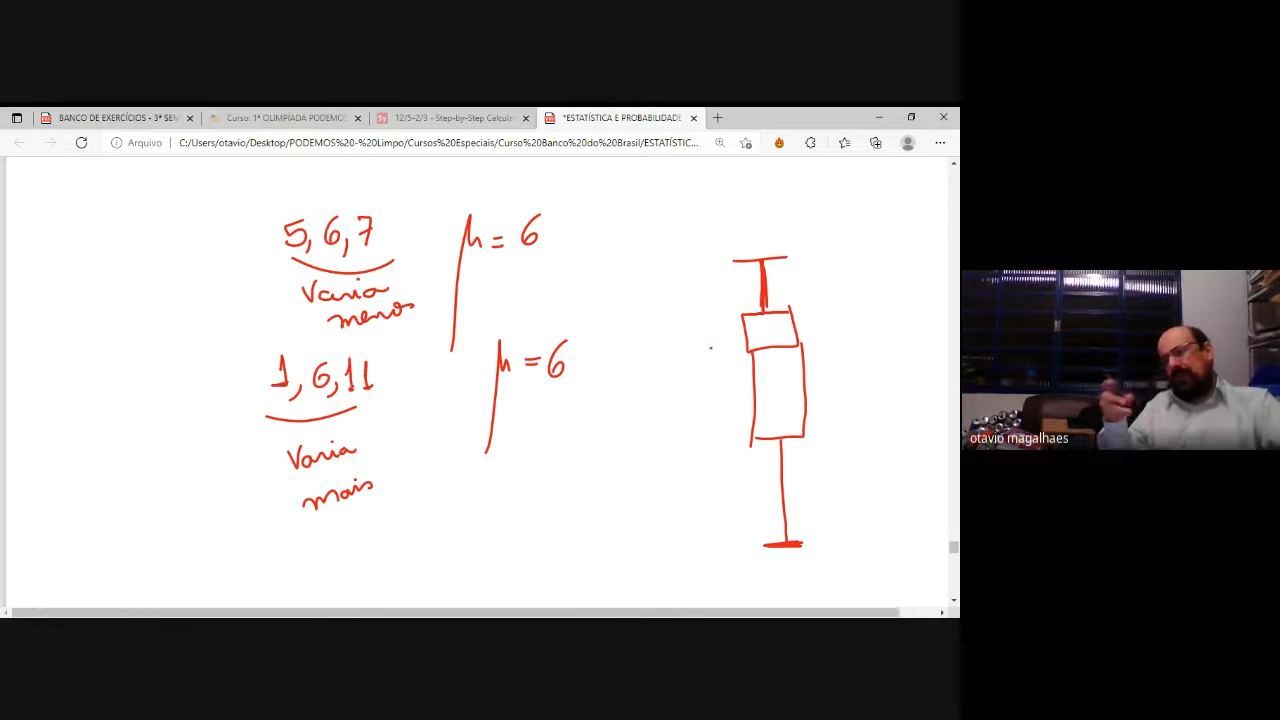 BANCO DE EXERCÍCIOS - 3ª SEM
Curso: 1ª OLIMPÍADA PODEMOS
12/5-2/3 - Step-by-Step Calcula
*ESTATÍSTICA E PROBABILIDADE
Arquivo
C:/Users/otavio/Desktop/PODEMOS%20-%20Limpo/Cursos%20Especiais/Curso%20Banco%20do%20Brasil/ESTATÍSTIC...
5, 6, 7
μ = 6
Varia
menos
1, 6, 11
μ = 6
Varia
mais
otavio magalhaes